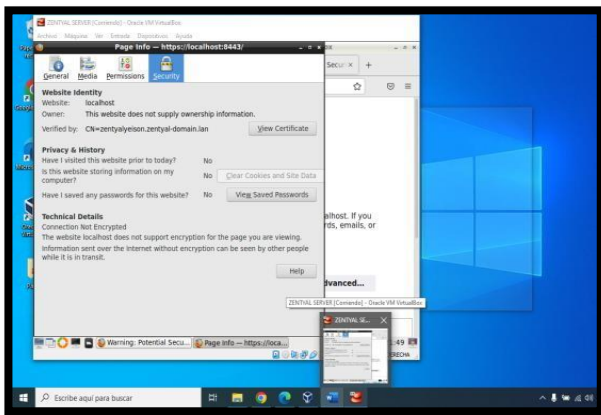 ZENTYAL SERVER [Corriendo] - Oracle VM VirtualBox
Archivo Máquina Ver Entrada Dispositivos Ayuda
Page Info — https://localhost:8443/
General Media Permissions Security
Secur
Website Identity
Website: localhost
Owner: This website does not supply ownership information.
Verified by: CN=zentyalyeison.zentyal-domain.lan View Certificate
Privacy & History
Have I visited this website prior to today? No
Is this website storing information on my computer? No Clear Cookies and Site Data
Have I saved any passwords for this website? No View Saved Passwords
alhost. If you
rds, emails, or
Technical Details
Connection Not Encrypted
The website localhost does not support encryption for the page you are viewing.
Information sent over the Internet without encryption can be seen by other people
while it is in transit.
Help
dvanced...
ZENTYAL SERVER [Corriendo] - Oracle VM VirtualBox
ZENTYAL SE...
Warning: Potential Secu... Page Info — https://loca...
:49
DERECHA
Escribe aquí para buscar